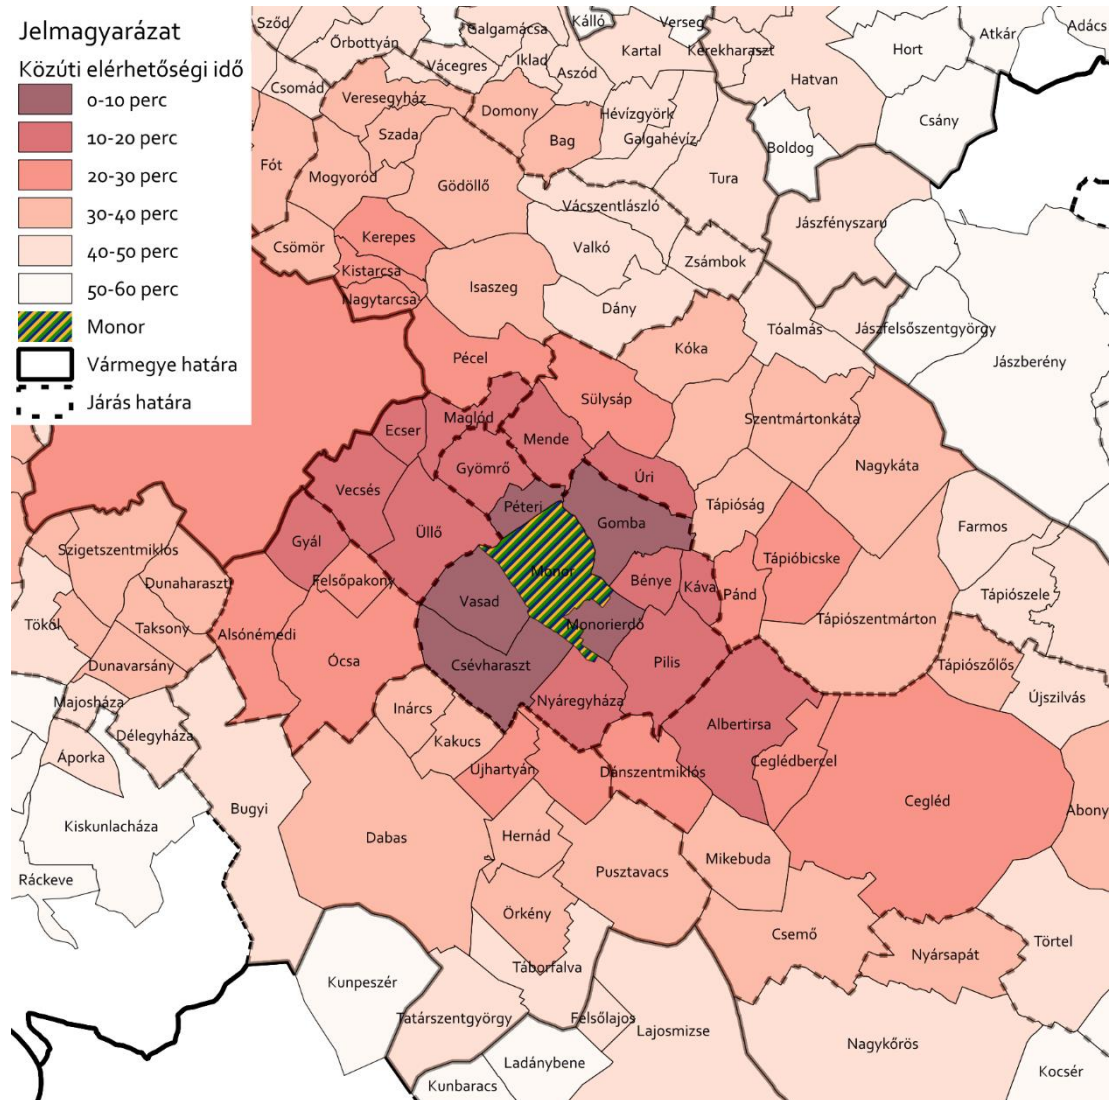 Jelmagyarázat
Közúti elérhetőségi idő
0-10 perc
10-20 perc
20-30 perc
30-40 perc
40-50 perc
50-60 perc
Monor
Vármegye határa
Járás határa
Sződ
Galgamácsa
Kálló
Verseg
Adács
Atkár
Őrbottyán
Kartal
Kerekharaszt
Hort
Vácegres
Iklad
Aszód
Hatvan
Csomád
Veresegyház
Domony
Hévízgyörk
Csány
Szada
Bag
Galgahévíz
Boldog
Fót
Mogyoród
Gödöllő
Tura
Vácszentlászló
Jászfényszaru
Csömör
Kerepes
Valkó
Zsámbok
Kistarcsa
Isaszeg
Nagytarcsa
Dány
Tóalmás
Jászfelsőszentgyörgy
Pécel
Kóka
Jászberény
Sülysáp
Maglód
Szentmártonkáta
Ecser
Mende
Gyömrő
Nagykáta
Vecsés
Úri
Tápióság
Péteri
Gomba
Farmos
Üllő
Gyál
Szigetszentmiklós
Tápióbicske
Monor
Dunaharaszti
Felsőpakony
Bénye
Káva
Pánd
Tápiószele
Vasad
Tököl
Taksony
Alsónémedi
Monorierdő
Tápiószentmárton
Dunavarsány
Ócsa
Csévharaszt
Pilis
Tápiószőlős
Majosháza
Nyáregyháza
Újszilvás
Inárcs
Délegyháza
Albertirsa
Kakucs
Áporka
Újhartyán
Dánszentmiklós
Ceglédbercel
Cegléd
Bugyi
Abony
Kiskunlacháza
Dabas
Hernád
Mikebuda
Pusztavacs
Ráckeve
Örkény
Csemő
Törtel
Nyársapát
Táborfalva
Kunpeszér
Tatárszentgyörgy
Felsőlajos
Lajosmizse
Nagykőrös
Ladánybene
Kocsér
Kunbaracs